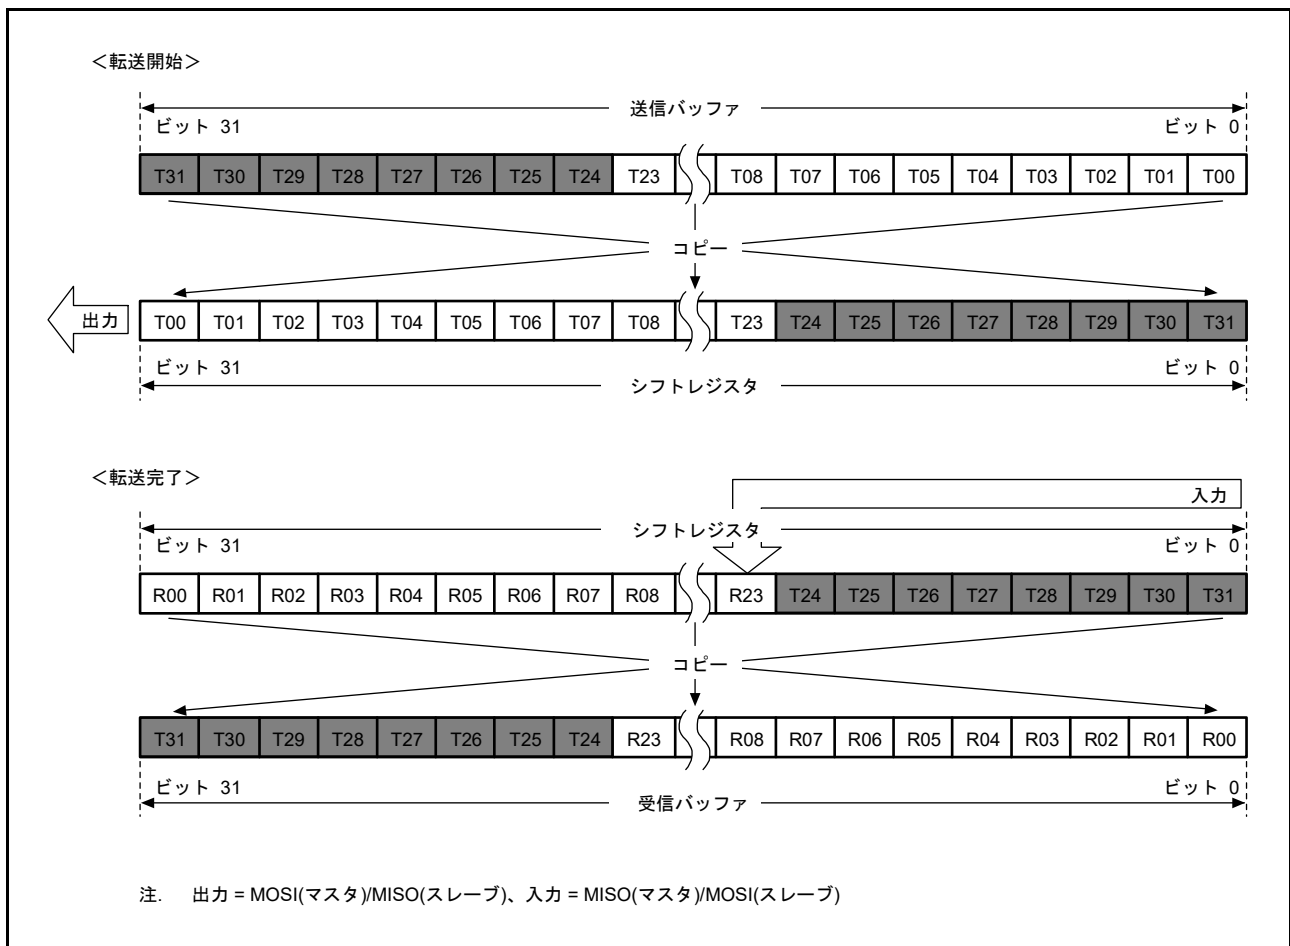 ＜転送開始＞
送信バッファ
ビット 31 ビット 0
T31 T30 T29 T28 T27 T26 T25 T24 T23 T08 T07 T06 T05 T04 T03 T02 T01 T00
コピー
出力 T00 T01 T02 T03 T04 T05 T06 T07 T08 T23 T24 T25 T26 T27 T28 T29 T30 T31
ビット 31 ビット 0
シフトレジスタ
＜転送完了＞
入力
シフトレジスタ
ビット 31 ビット 0
R00 R01 R02 R03 R04 R05 R06 R07 R08 R23 T24 T25 T26 T27 T28 T29 T30 T31
コピー
T31 T30 T29 T28 T27 T26 T25 T24 R23 R08 R07 R06 R05 R04 R03 R02 R01 R00
ビット 31 ビット 0
受信バッファ
注. 出力 = MOSI(マスタ)/MISO(スレーブ)、入力 = MISO(マスタ)/MOSI(スレーブ)